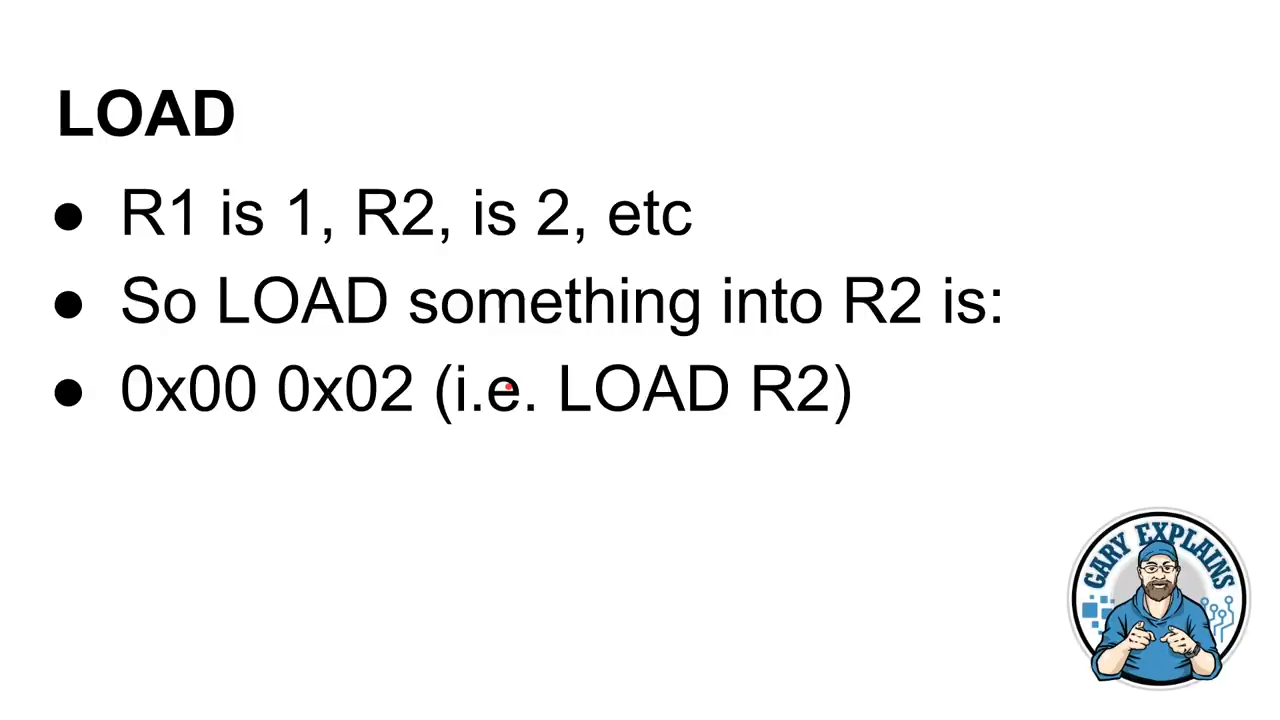 LOAD
● R1 is 1, R2, is 2, etc
● So LOAD something into R2 is:
● 0x00 0x02 (i.e. LOAD R2)
GARY EXPLAINS